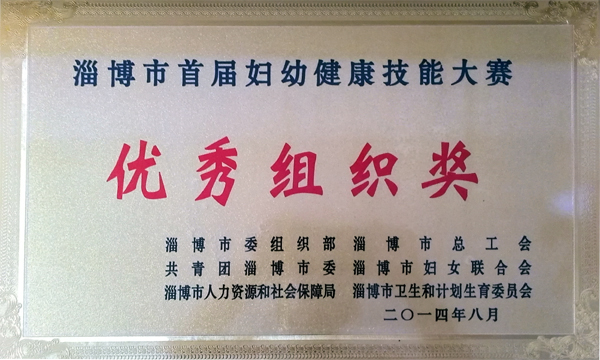 淄博市首届妇幼健康技能大赛
优秀组织奖
淄博市委组织部 淄博市总工会
共青团淄博市委 淄博市妇女联合会
淄博市人力资源和社会保障局 淄博市卫生和计划生育委员会
二〇一四年八月